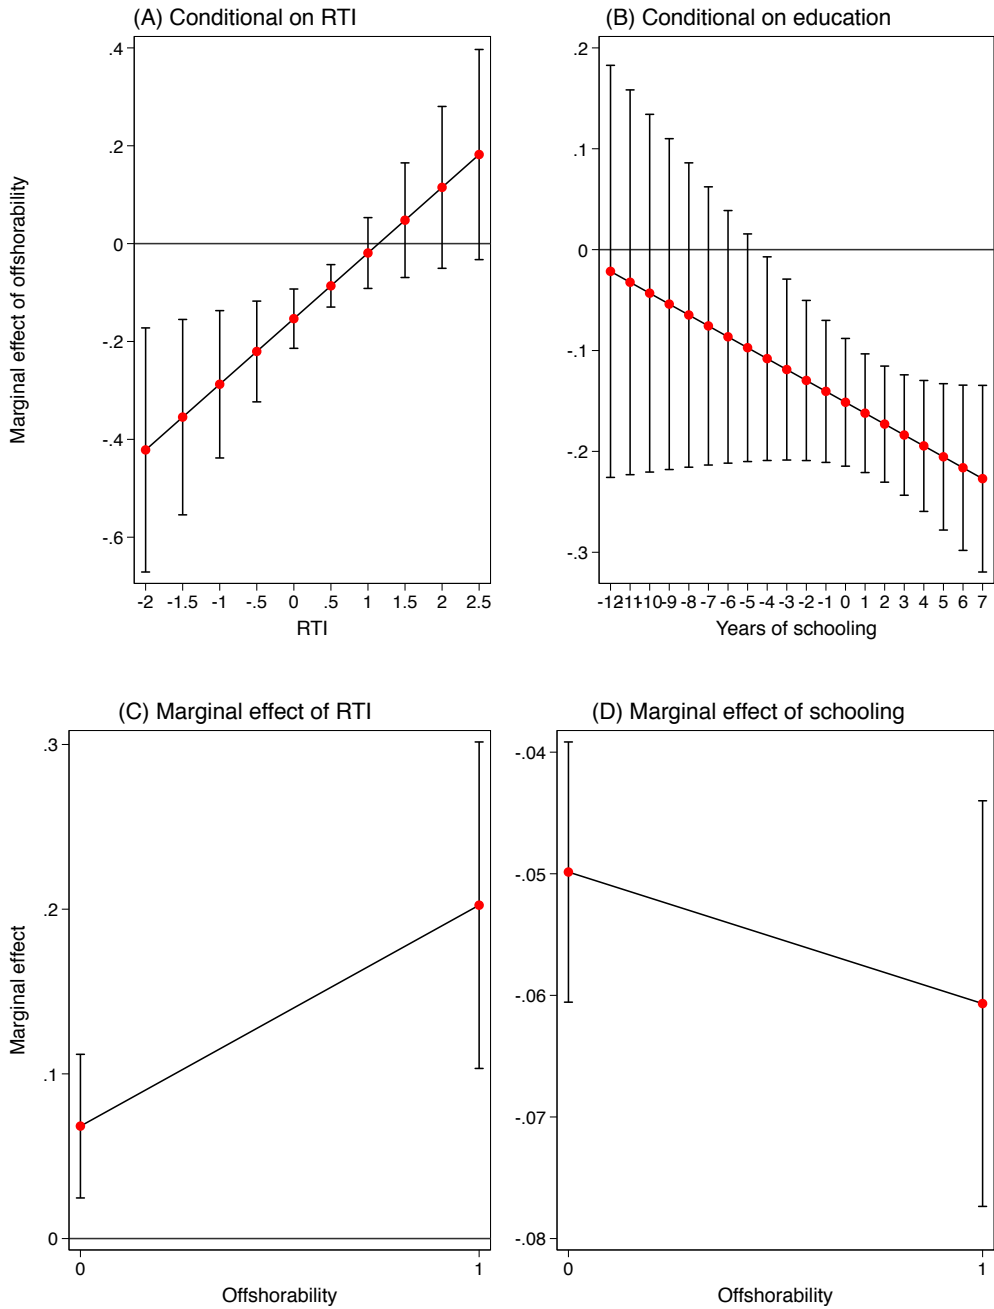 (A) Conditional on RTI
Marginal effect of offshorability
.4
.2
0
-.2
-.4
-.6
-2 -1.5 -1 -.5 0 .5 1 1.5 2 2.5
RTI
(B) Conditional on education
.2
.1
0
-.1
-.2
-.3
-12 -11 -10 -9 -8 -7 -6 -5 -4 -3 -2 -1 0 1 2 3 4 5 6 7
Years of schooling
(C) Marginal effect of RTI
Marginal effect
.3
.2
.1
0
0 1
Offshorability
(D) Marginal effect of schooling
-.04
-.05
-.06
-.07
-.08
0 1
Offshorability